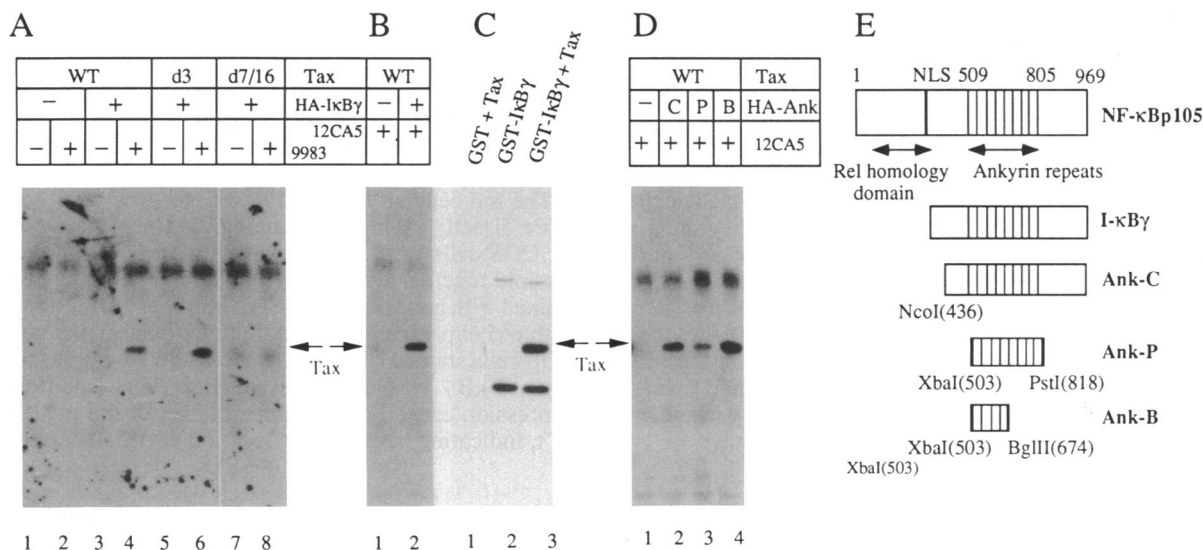 A
WT d3 d7/16 Tax
− + + + HA-IκBγ
− + − + − + − + 12CA5
9983
1 2 3 4 5 6 7 8
B
WT
− +
+ +
1 2
Tax
C
GST + Tax
GST-IκBγ
GST-IκBγ + Tax
1 2 3
Tax
D
WT Tax
− C P B HA-Ank
+ + + + 12CA5
1 2 3 4
E
1 NLS 509 805 969
NF-κBp105
Rel homology
domain
Ankyrin repeats
I-κBγ
Ank-C
NcoI(436)
Ank-P
XbaI(503) PstI(818)
Ank-B
XbaI(503) BglII(674)
XbaI(503)